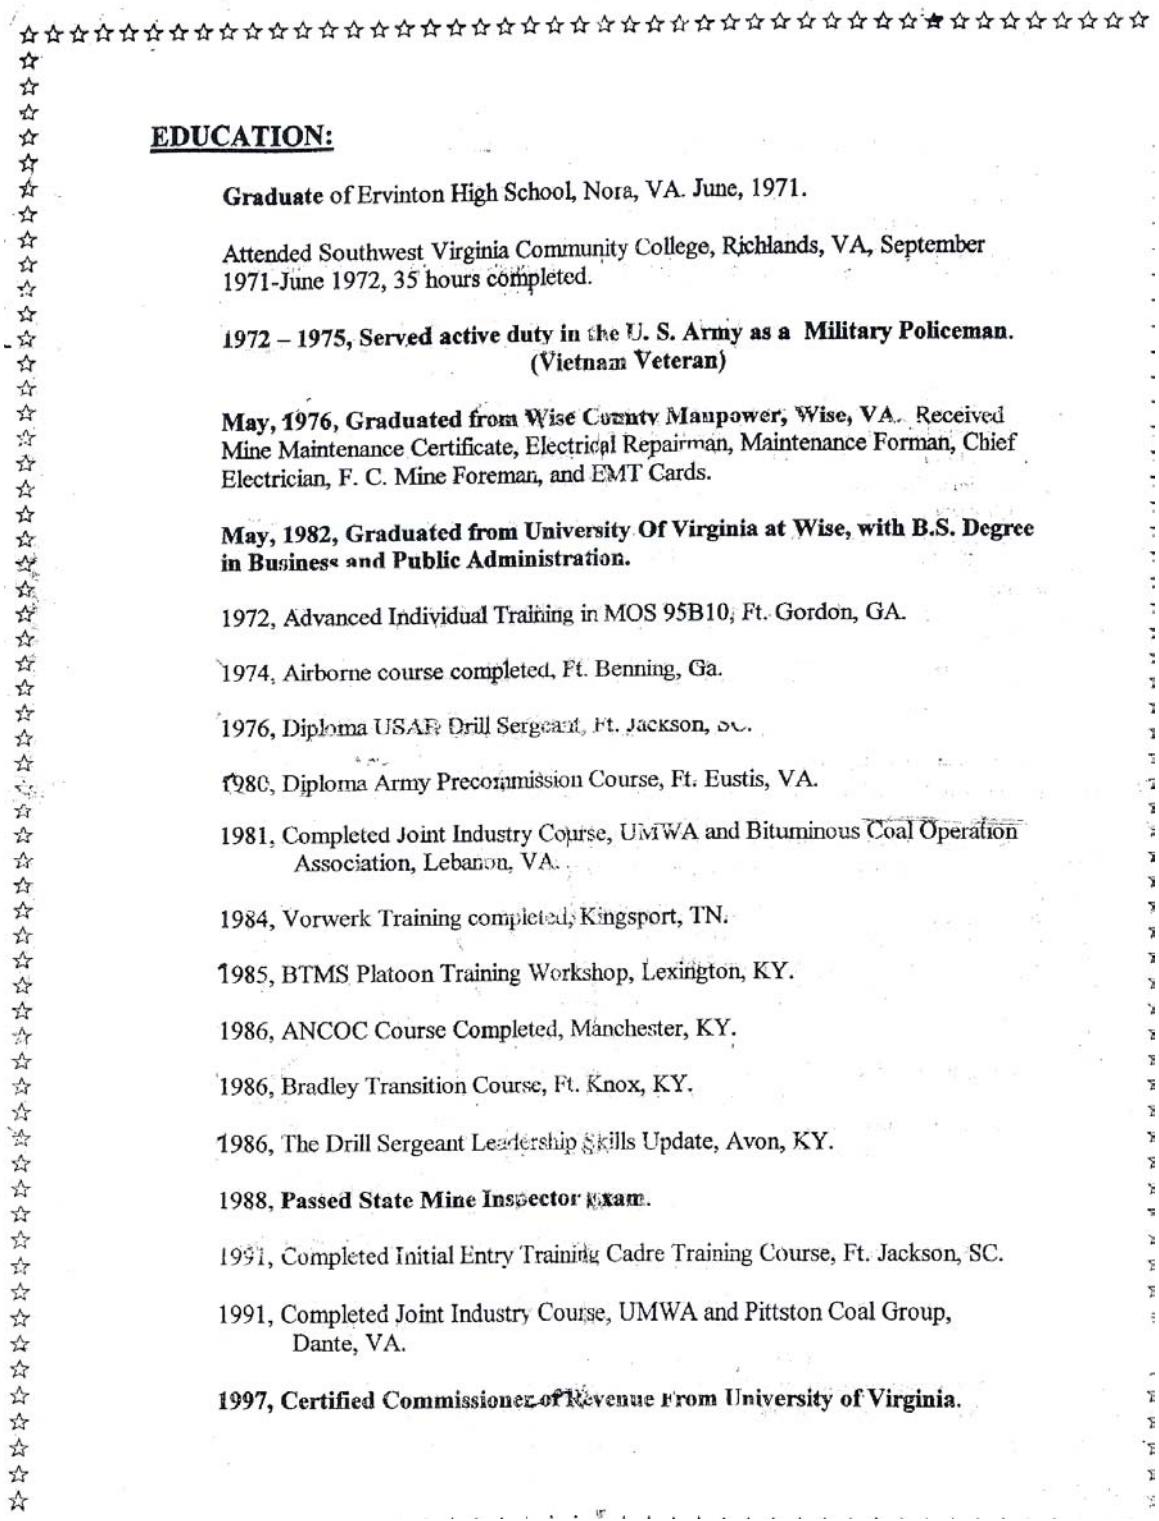 EDUCATION:
Graduate of Ervinton High School, Nora, VA. June, 1971.
Attended Southwest Virginia Community College, Richlands, VA, September
1971-June 1972, 35 hours completed.
1972 – 1975, Served active duty in the U. S. Army as a Military Policeman.
(Vietnam Veteran)
May, 1976, Graduated from Wise County Manpower, Wise, VA. Received
Mine Maintenance Certificate, Electrical Repairman, Maintenance Forman, Chief
Electrician, F. C. Mine Foreman, and EMT Cards.
May, 1982, Graduated from University Of Virginia at Wise, with B.S. Degree
in Business and Public Administration.
1972, Advanced Individual Training in MOS 95B10, Ft. Gordon, GA.
1974, Airborne course completed, Ft. Benning, Ga.
1976, Diploma USAR Drill Sergeant, Ft. Jackson, SC.
1980, Diploma Army Precommission Course, Ft. Eustis, VA.
1981, Completed Joint Industry Course, UMWA and Bituminous Coal Operation
Association, Lebanon, VA.
1984, Vorwerk Training completed, Kingsport, TN.
1985, BTMS Platoon Training Workshop, Lexington, KY.
1986, ANCOC Course Completed, Manchester, KY.
1986, Bradley Transition Course, Ft. Knox, KY.
1986, The Drill Sergeant Leadership Skills Update, Avon, KY.
1988, Passed State Mine Inspector Exam.
1991, Completed Initial Entry Training Cadre Training Course, Ft. Jackson, SC.
1991, Completed Joint Industry Course, UMWA and Pittston Coal Group,
Dante, VA.
1997, Certified Commissioner of Revenue From University of Virginia.